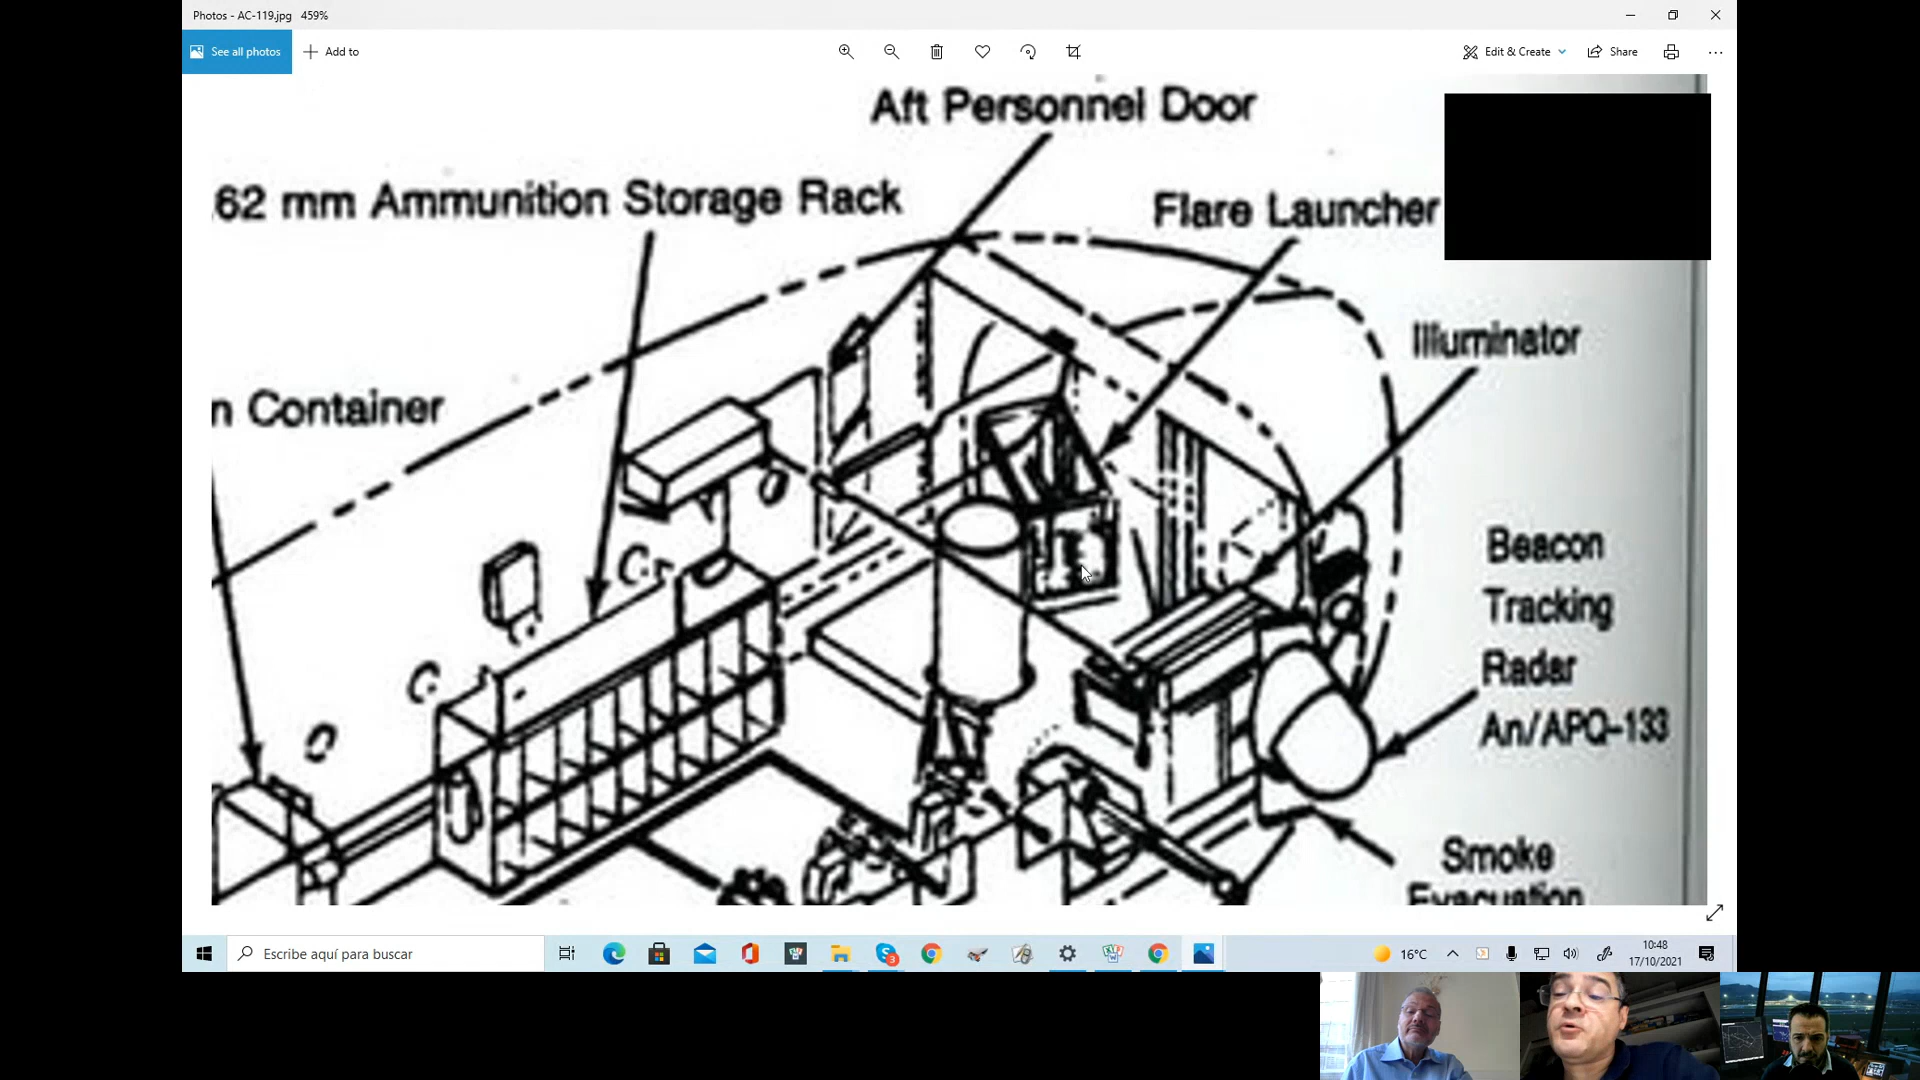 Photos - AC-119.jpg 459%
See all photos
Add to
Edit & Create
Share
Aft Personnel Door
.62 mm Ammunition Storage Rack
Flare Launcher
Illuminator
n Container
Beacon
Tracking
Radar
An/APQ-133
Smoke
Evacuation
Escribe aquí para buscar
3
16°C
10:48
17/10/2021